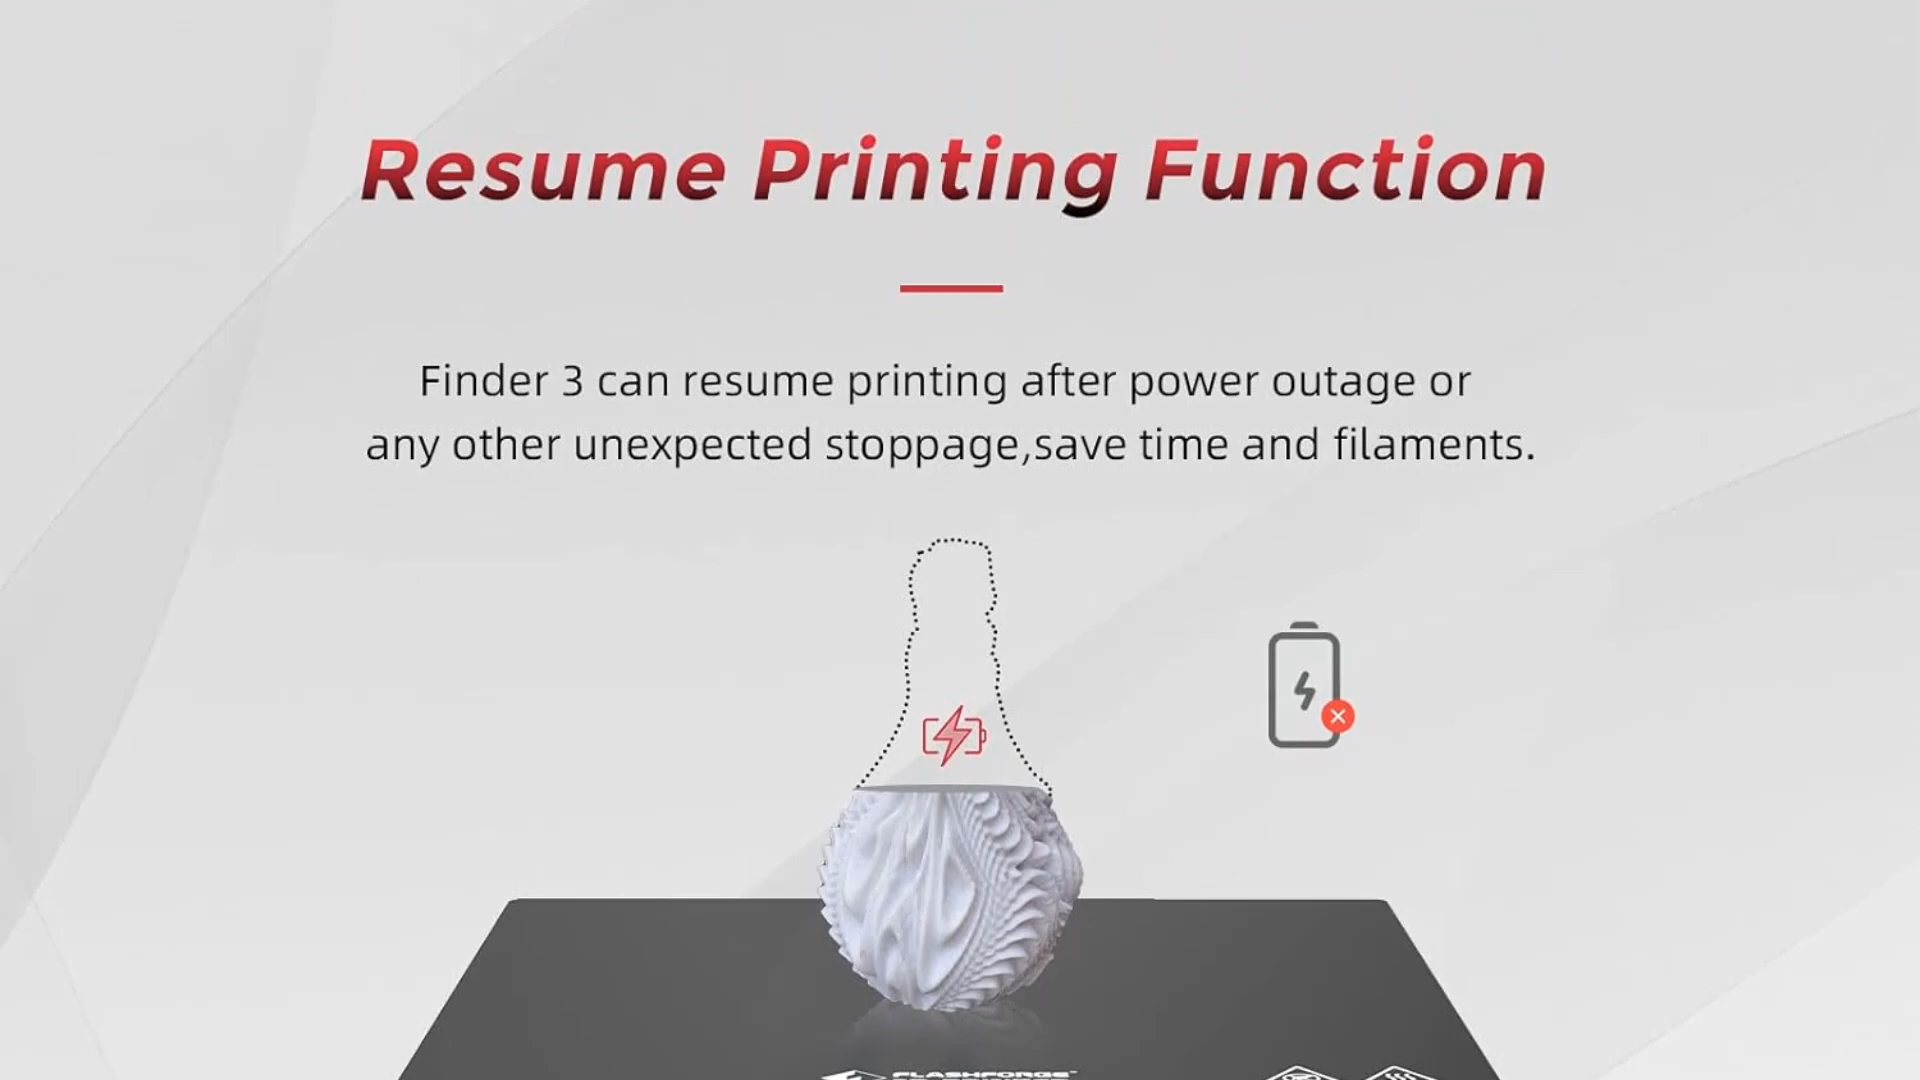 Resume Printing Function
Finder 3 can resume printing after power outage or
any other unexpected stoppage,save time and filaments.
FLASHFORGE